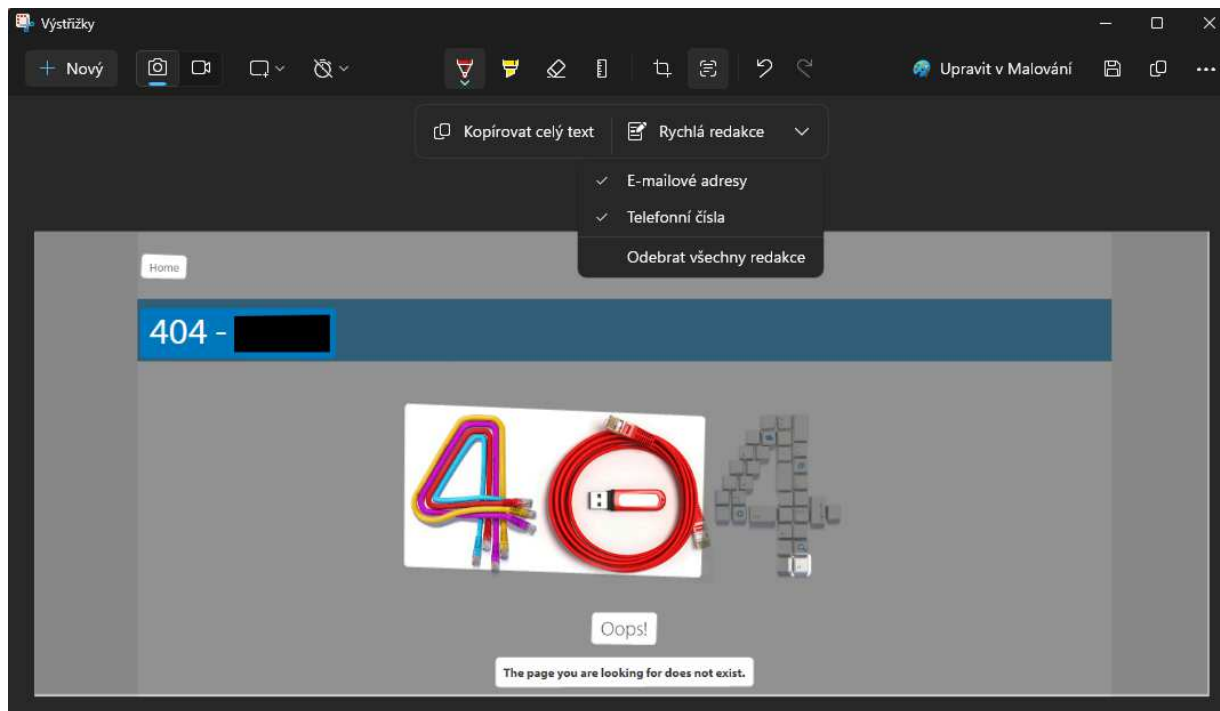 Výstřižky
Nový
Upravit v Malování
Kopírovat celý text
Rychlá redakce
E-mailové adresy
Telefonní čísla
Odebrat všechny redakce
Home
404 -
404
Oops!
The page you are looking for does not exist.